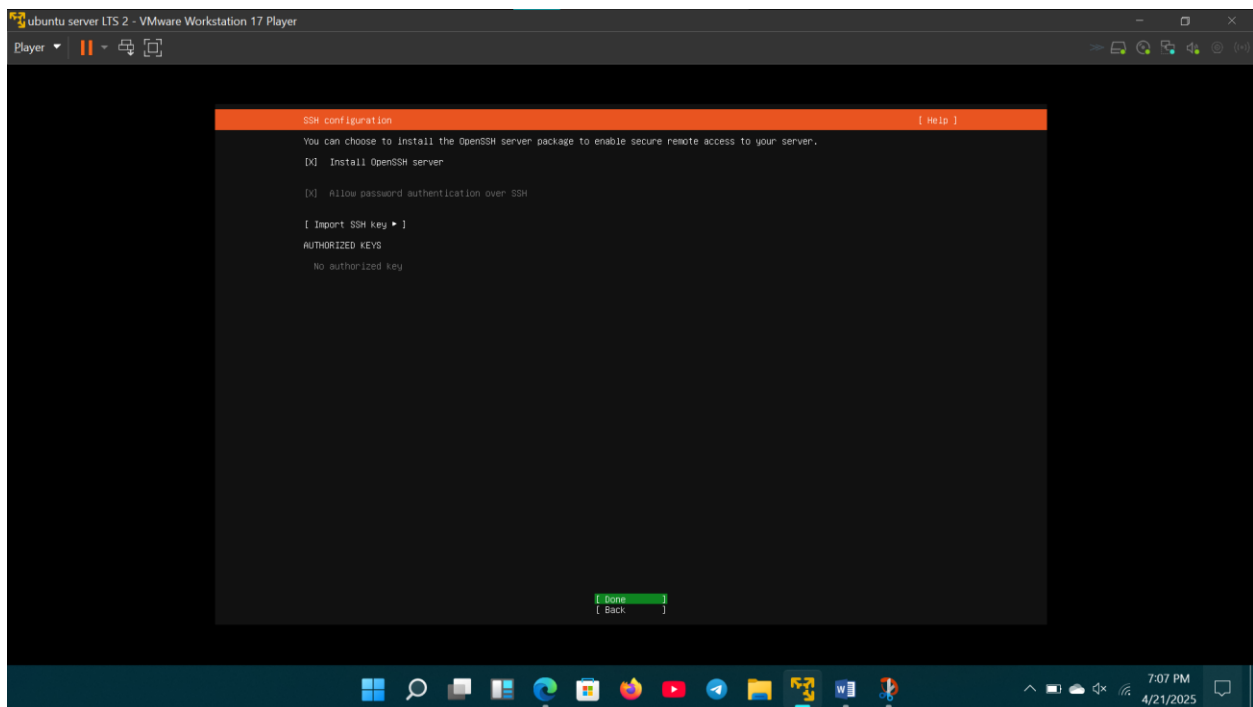 ubuntu server LTS 2 - VMware Workstation 17 Player
Player
SSH configuration [ Help ]
You can choose to install the OpenSSH server package to enable secure remote access to your server.
[X] Install OpenSSH server
[X] Allow password authentication over SSH
[ Import SSH key ► ]
AUTHORIZED KEYS
No authorized key
[ Done ]
[ Back ]
7:07 PM
4/21/2025